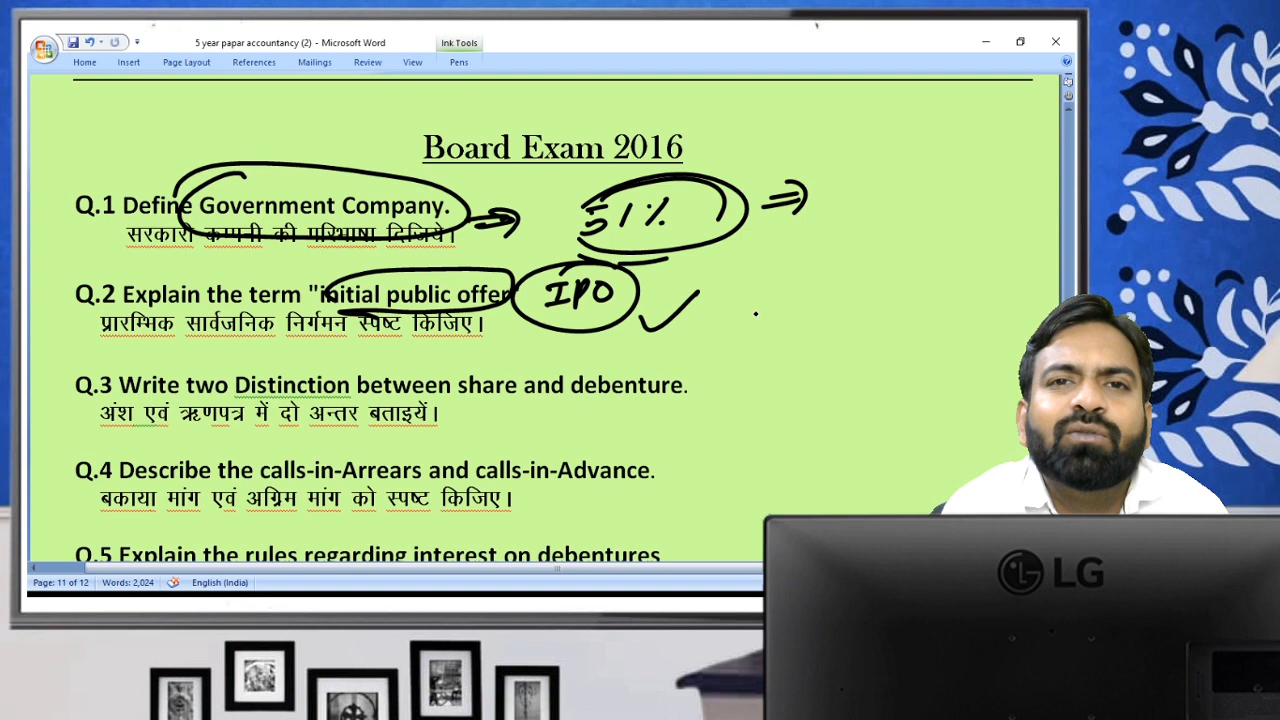 5 year papar accountancy (2) - Microsoft Word
Ink Tools
Home Insert Page Layout References Mailings Review View Pens
Board Exam 2016
Q.1 Define Government Company.
51%
सरकारी कम्पनी की परिभाषा दिजिये।
Q.2 Explain the term "initial public offer"
IPO
प्रारम्भिक सार्वजनिक निर्गमन स्पष्ट किजिए।
Q.3 Write two Distinction between share and debenture.
अंश एवं ऋणपत्र में दो अन्तर बताइयें।
Q.4 Describe the calls-in-Arrears and calls-in-Advance.
बकाया मांग एवं अग्रिम मांग को स्पष्ट किजिए।
Q.5 Explain the rules regarding interest on debentures
Page: 11 of 12 Words: 2,024 English (India)
LG